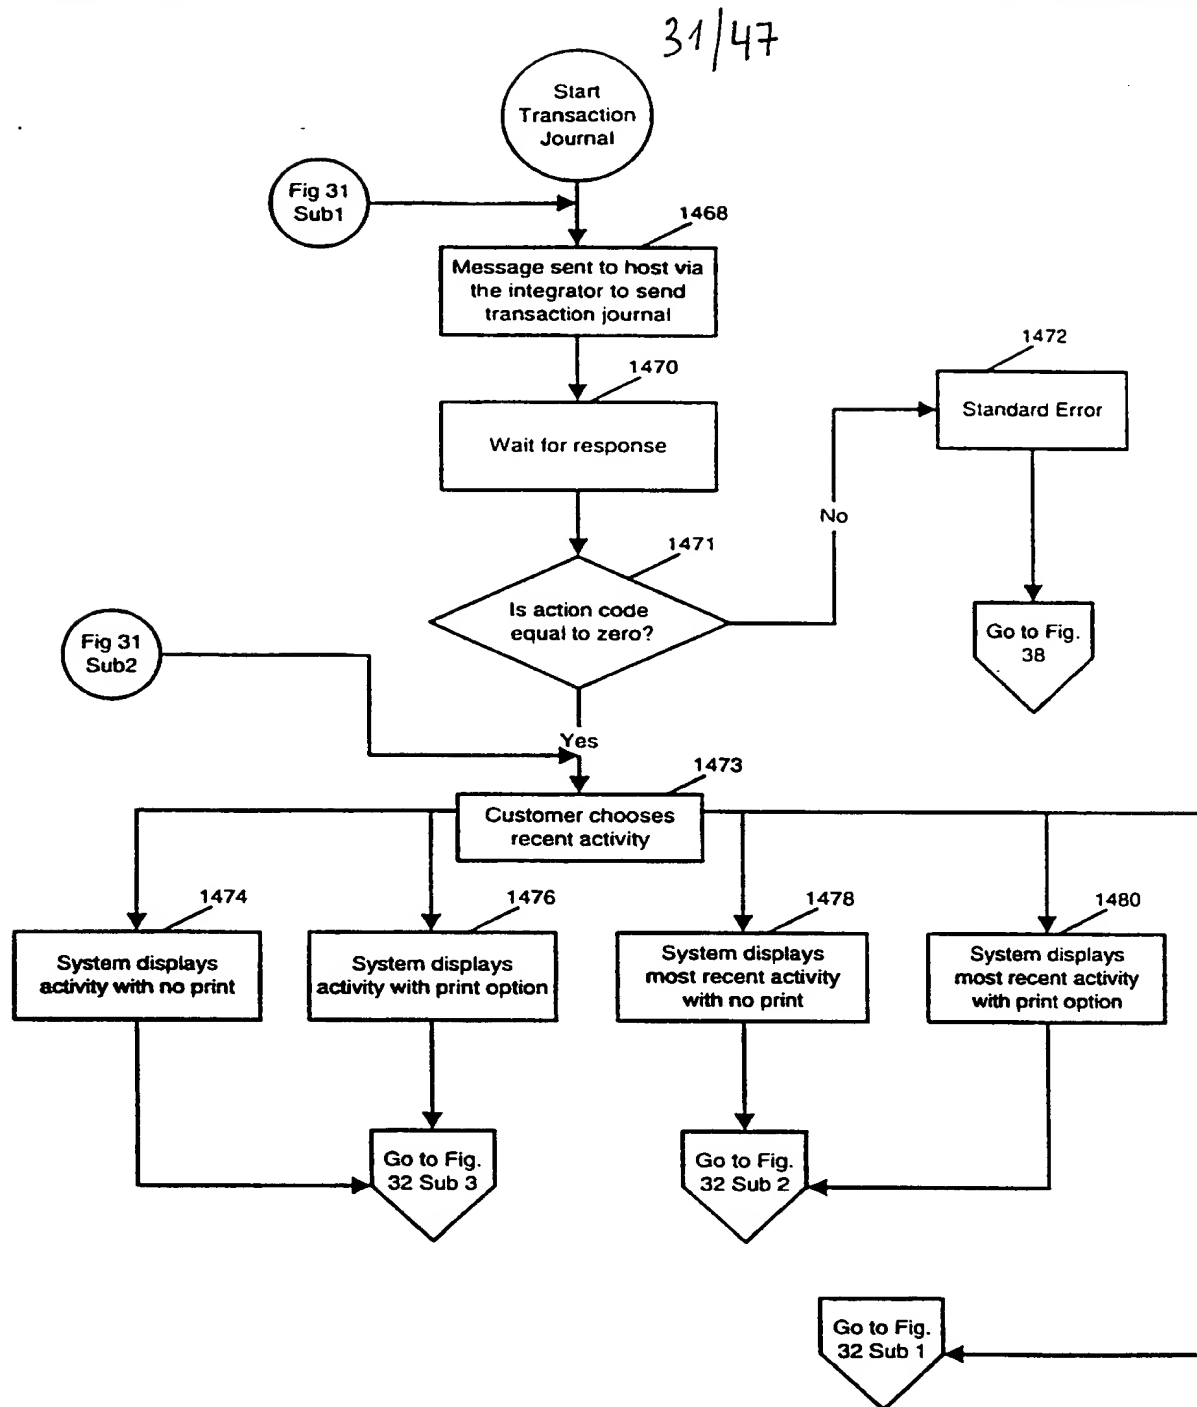 31/47
Start
Transaction
Journal
Fig 31
Sub1
1468
Message sent to host via
the integrator to send
transaction journal
1470
Wait for response
1472
Standard Error
No
1471
Is action code
equal to zero?
Go to Fig.
38
Fig 31
Sub2
Yes
1473
Customer chooses
recent activity
1474
System displays
activity with no print
1476
System displays
activity with print option
1478
System displays
most recent activity
with no print
1480
System displays
most recent activity
with print option
Go to Fig.
32 Sub 3
Go to Fig.
32 Sub 2
Go to Fig.
32 Sub 1